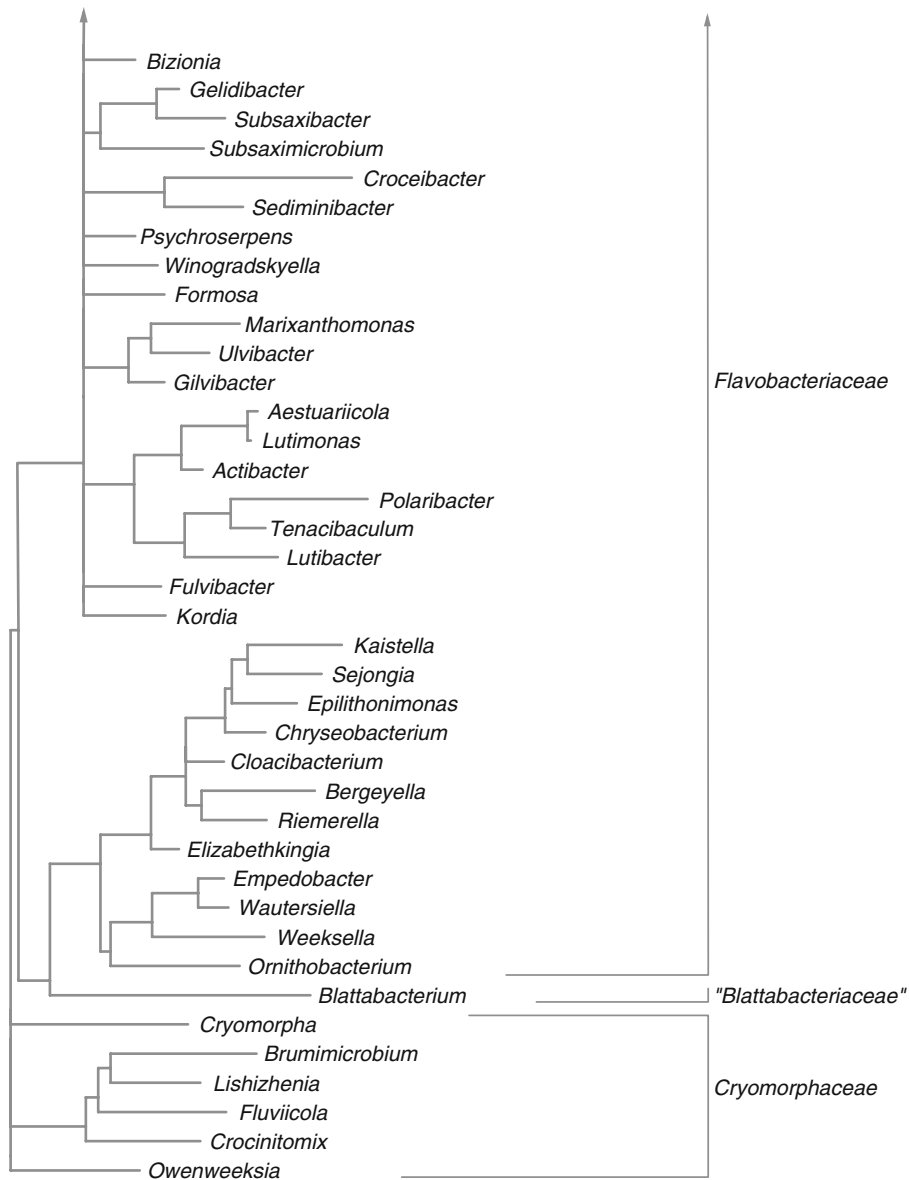 Bizionia
Gelidibacter
Subsaxibacter
Subsaximicrobium
Croceibacter
Sediminibacter
Psychroserpens
Winogradskyella
Formosa
Marixanthomonas
Ulvibacter
Gilvibacter
Flavobacteriaceae
Aestuariicola
Lutimonas
Actibacter
Polaribacter
Tenacibaculum
Lutibacter
Fulvibacter
Kordia
Kaistella
Sejongia
Epilithonimonas
Chryseobacterium
Cloacibacterium
Bergeyella
Riemerella
Elizabethkingia
Empedobacter
Wautersiella
Weeksella
Ornithobacterium
Blattabacterium
"Blattabacteriaceae"
Cryomorpha
Brumimicrobium
Lishizhenia
Cryomorphaceae
Fluviicola
Crocinitomix
Owenweeksia